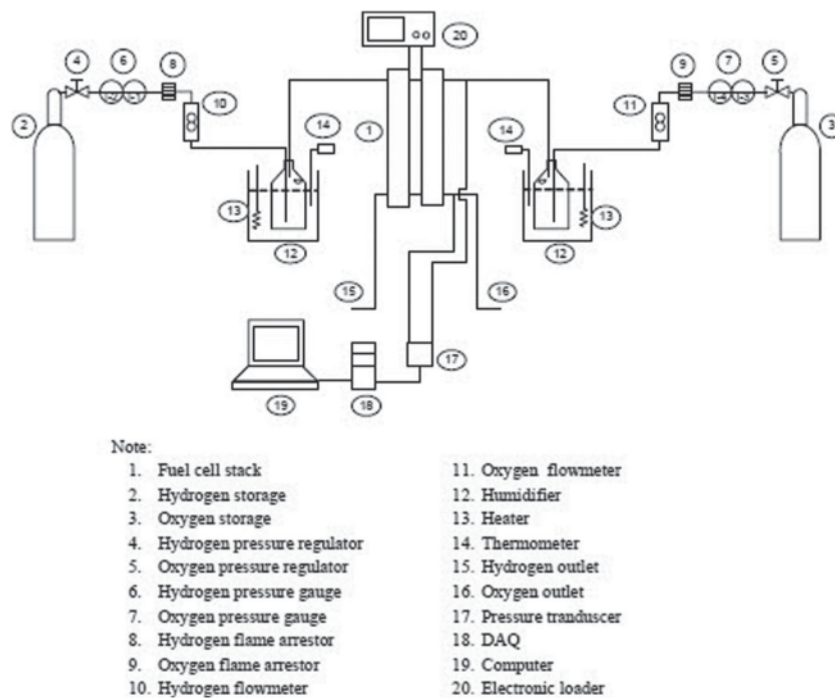 20
4 6 8 9 7 5
10 11
2 14 1 14 3
13 13
12 12
15 16
17
19 18
Note:
1. Fuel cell stack
2. Hydrogen storage
3. Oxygen storage
4. Hydrogen pressure regulator
5. Oxygen pressure regulator
6. Hydrogen pressure gauge
7. Oxygen pressure gauge
8. Hydrogen flame arrestor
9. Oxygen flame arrestor
10. Hydrogen flowmeter
11. Oxygen flowmeter
12. Humidifier
13. Heater
14. Thermometer
15. Hydrogen outlet
16. Oxygen outlet
17. Pressure tranduscer
18. DAQ
19. Computer
20. Electronic loader